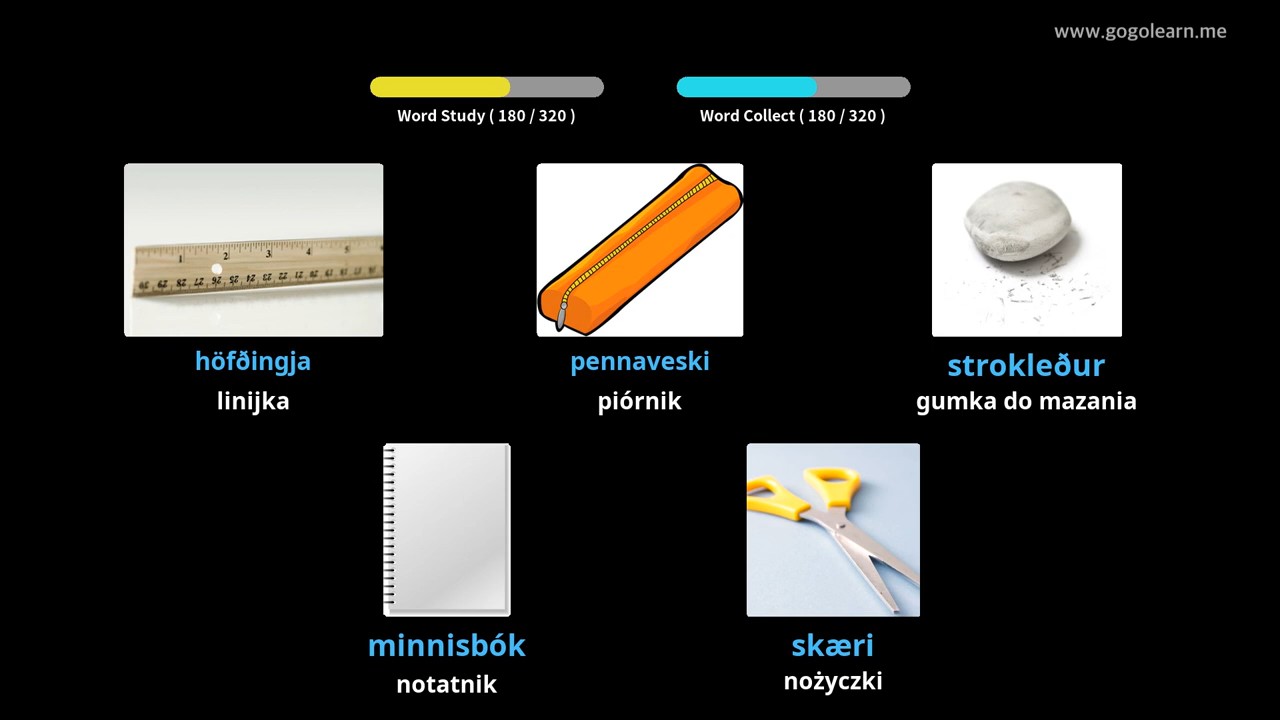 www.gogolearn.me
Word Study ( 180 / 320 )
Word Collect ( 180 / 320 )
höfðingja
linijka
pennaveski
piórnik
strokleður
gumka do mazania
minnisbók
notatnik
skæri
nożyczki